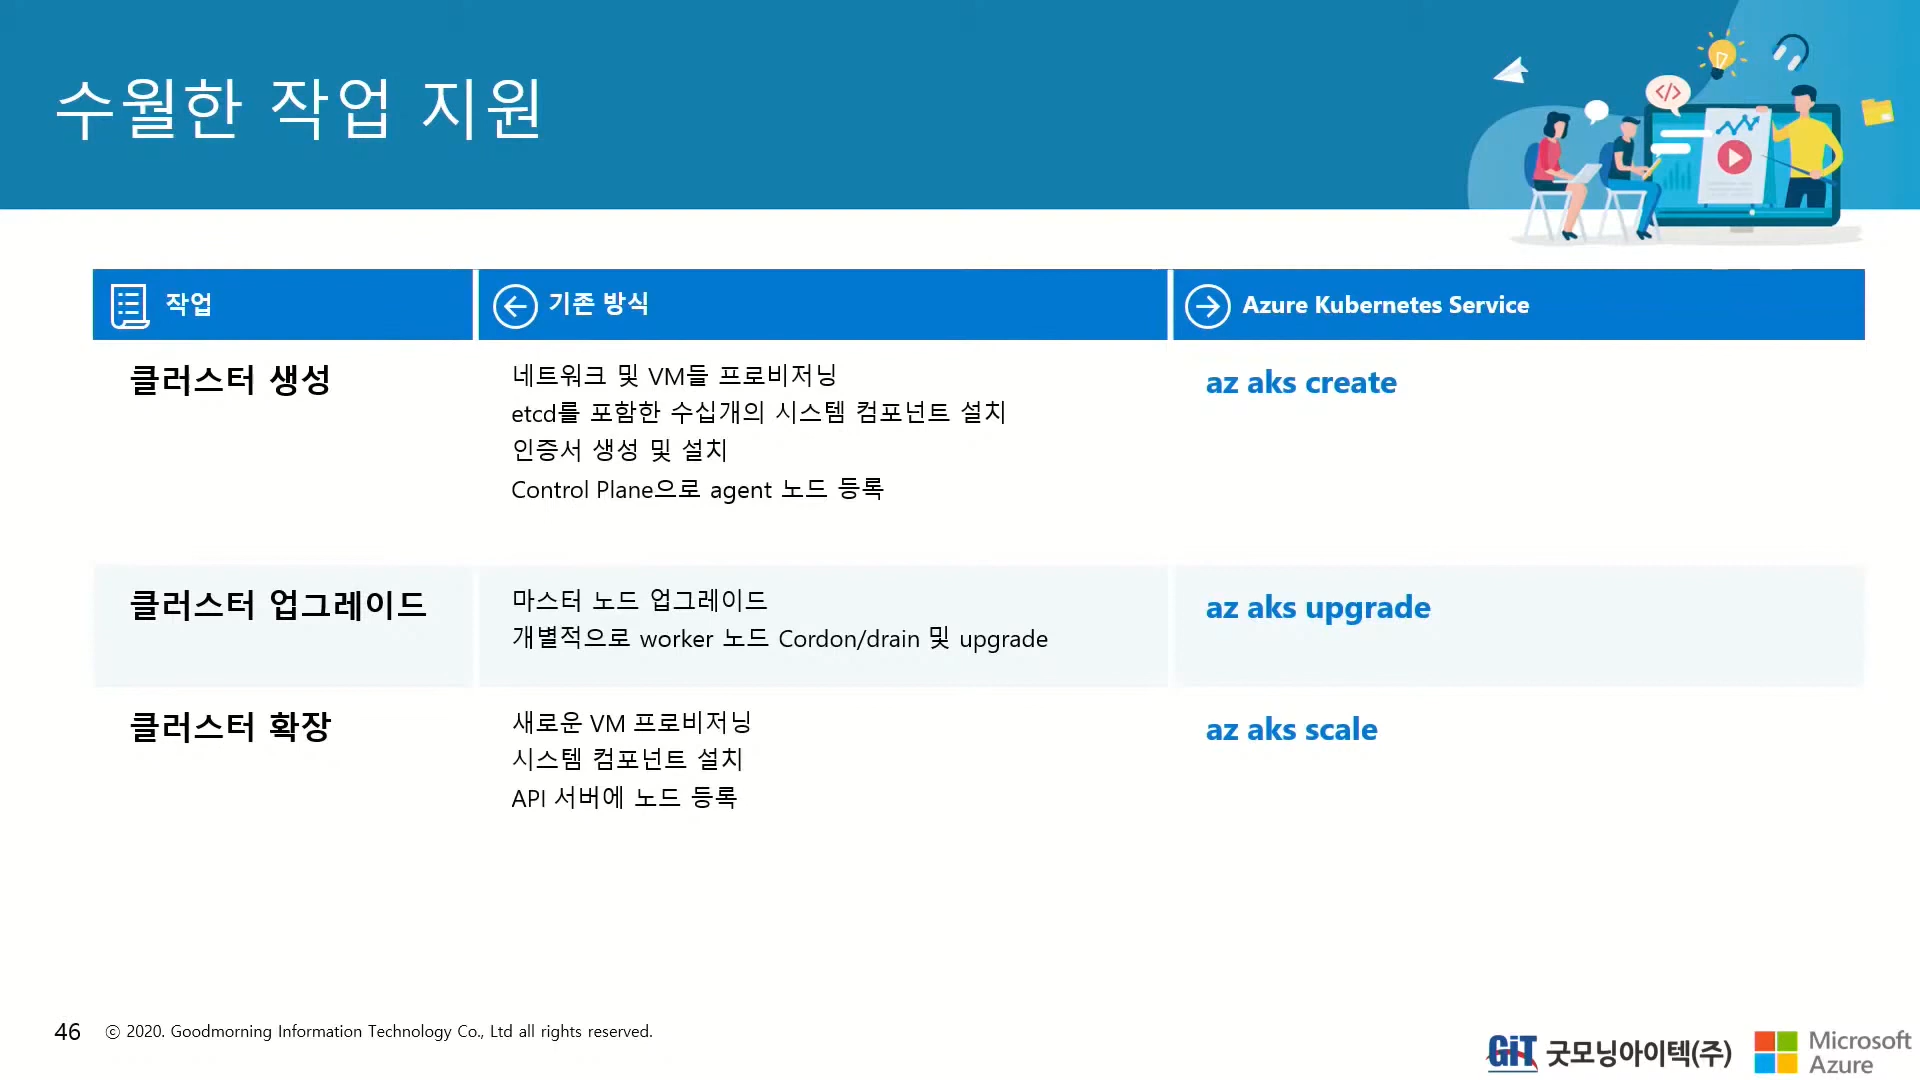 수월한 작업 지원
</>
작업
기존 방식
Azure Kubernetes Service
클러스터 생성
네트워크 및 VM들 프로비저닝
etcd를 포함한 수십개의 시스템 컴포넌트 설치
인증서 생성 및 설치
Control Plane으로 agent 노드 등록
az aks create
클러스터 업그레이드
마스터 노드 업그레이드
개별적으로 worker 노드 Cordon/drain 및 upgrade
az aks upgrade
클러스터 확장
새로운 VM 프로비저닝
시스템 컴포넌트 설치
API 서버에 노드 등록
az aks scale
46
© 2020. Goodmorning Information Technology Co., Ltd all rights reserved.
GiT 굿모닝아이텍(주)
Microsoft
Azure